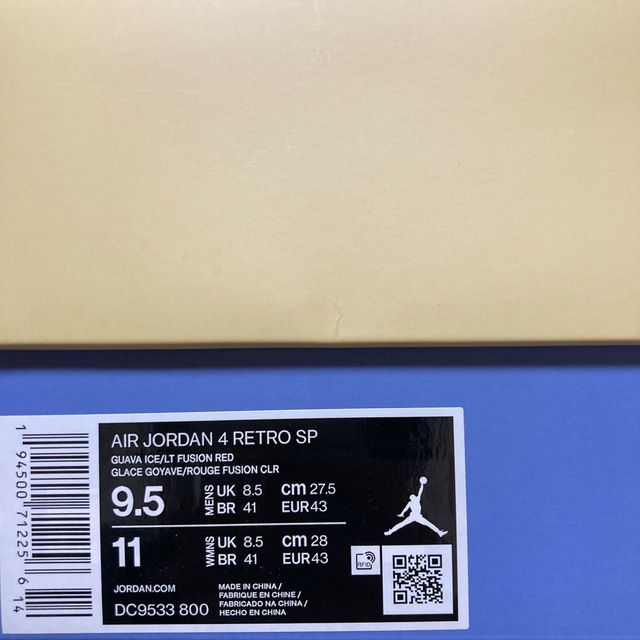 AIR JORDAN 4 RETRO SP
GUAVA ICE/LT FUSION RED
GLACE GOYAVE/ROUGE FUSION CLR
9.5 MENS UK 8.5 cm 27.5
BR 41 EUR43
11 WMNS UK 8.5 cm 28
BR 41 EUR43
RFID
JORDAN.COM
DC9533 800
MADE IN CHINA /
FABRIQUE EN CHINE /
FABRICADO NA CHINA /
HECHO EN CHINA
1 94500 71225 6 14